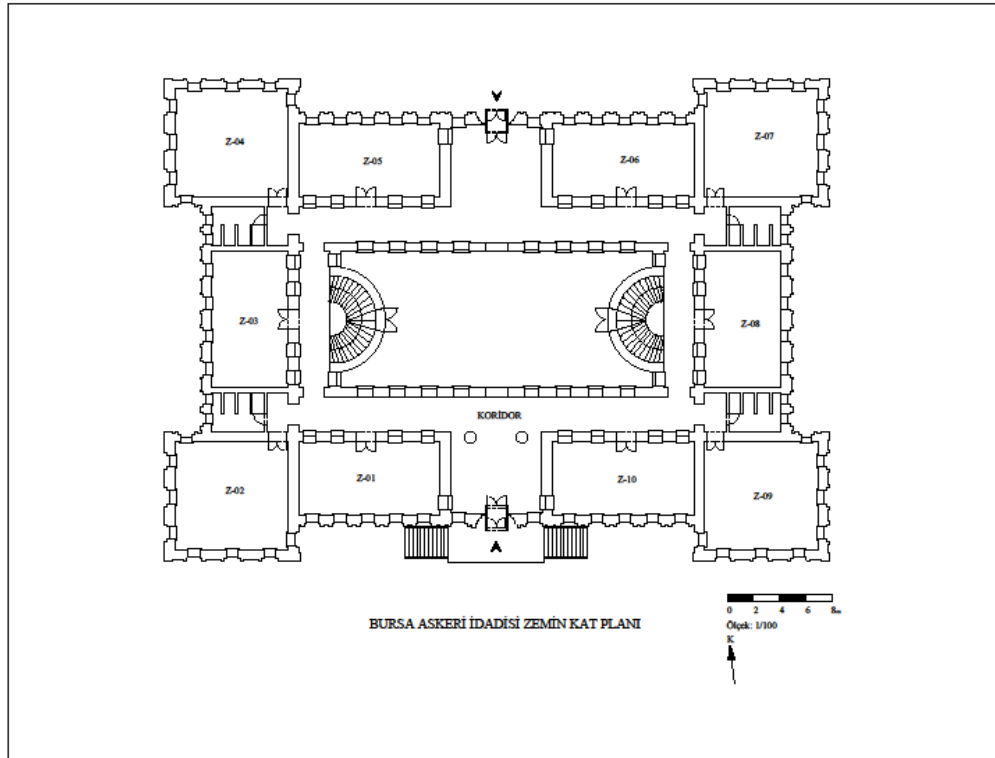 Z-04
Z-05
Z-06
Z-07
Z-03
Z-08
KORİDOR
Z-02
Z-01
Z-10
Z-09
BURSA ASKERİ İDADİSİ ZEMİN KAT PLANI
0 2 4 6 8m
Ölçek: 1/100
K